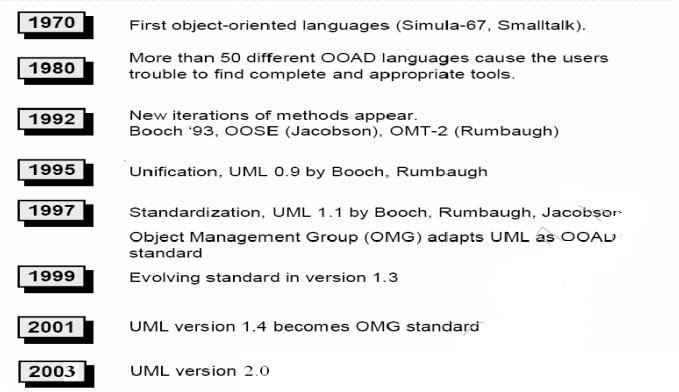 1970 First object-oriented languages (Simula-67, Smalltalk).
1980 More than 50 different OOAD languages cause the users
trouble to find complete and appropriate tools.
1992 New iterations of methods appear.
Booch '93, OOSE (Jacobson), OMT-2 (Rumbaugh)
1995 Unification, UML 0.9 by Booch, Rumbaugh
1997 Standardization, UML 1.1 by Booch, Rumbaugh, Jacobson
Object Management Group (OMG) adapts UML as OOAD
standard
1999 Evolving standard in version 1.3
2001 UML version 1.4 becomes OMG standard
2003 UML version 2.0